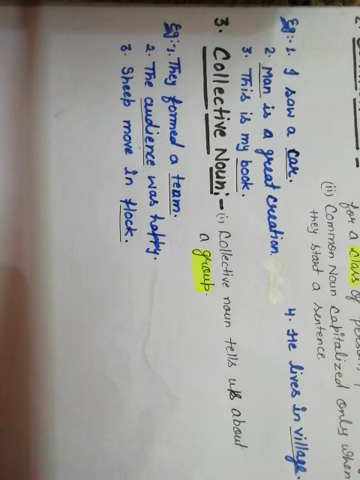 for a class of person,
(ii) Common Noun capitalized only when
they start a sentence
Eg:- 1. I saw a car.
2. Man is a great creation.
3. This is my book.
4. He lives in village.
3. Collective Noun:- (i) Collective noun tells us about
a group.
Eg:- 1. They formed a team.
2. The audience was happy.
3. Sheep move in flock.